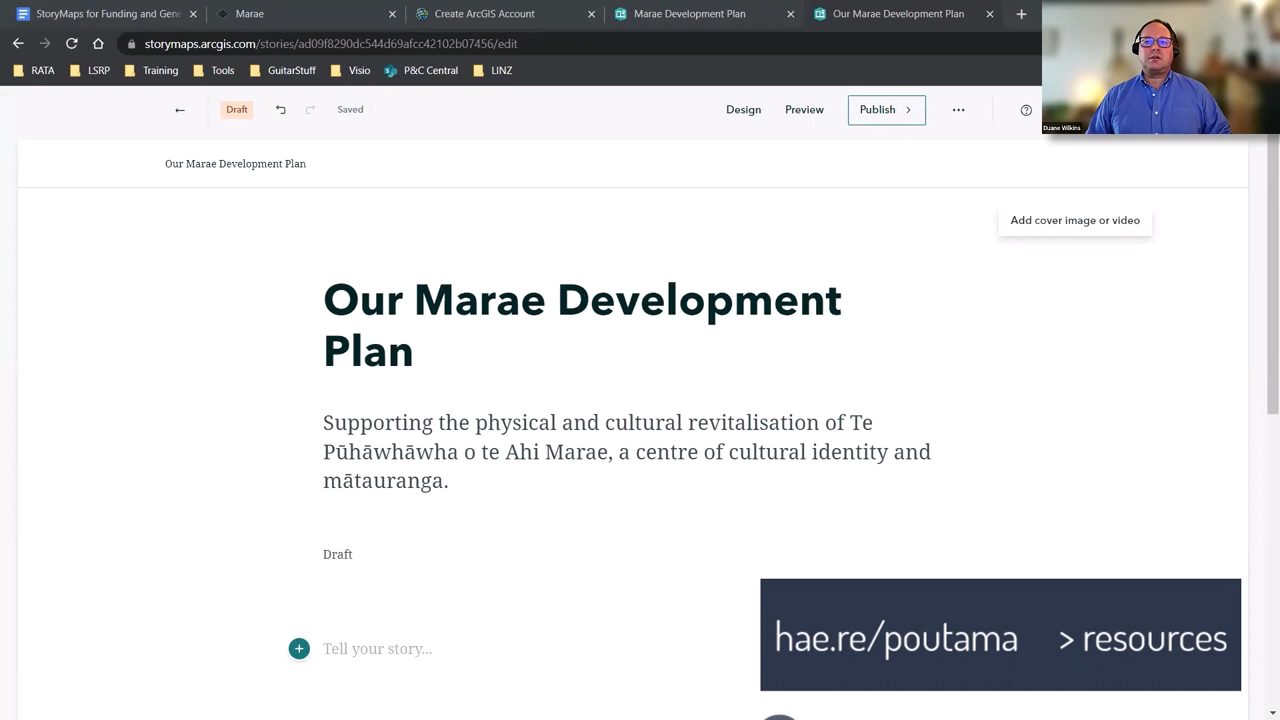 StoryMaps for Funding and Gene
Marae
Create ArcGIS Account
Marae Development Plan
Our Marae Development Plan
storymaps.arcgis.com/stories/ad09f8290dc544d69afcc42102b07456/edit
RATA
LSRP
Training
Tools
GuitarStuff
Visio
P&C Central
LINZ
Duane Wilkins
Draft
Saved
Design
Preview
Publish
Our Marae Development Plan
Add cover image or video
Our Marae Development
Plan
Supporting the physical and cultural revitalisation of Te
Pūhāwhāwha o te Ahi Marae, a centre of cultural identity and
mātauranga.
Draft
Tell your story...
hae.re/poutama > resources